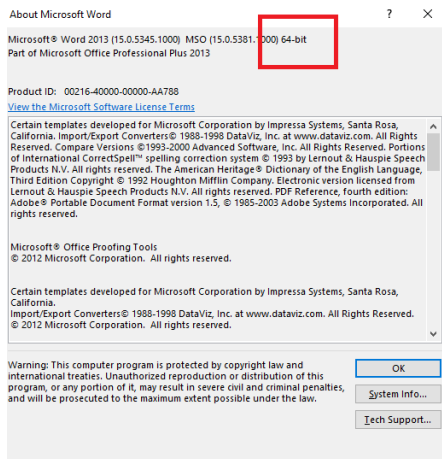 About Microsoft Word
? ×
Microsoft® Word 2013 (15.0.5345.1000) MSO (15.0.5381.1000) 64-bit
Part of Microsoft Office Professional Plus 2013
Product ID: 00216-40000-00000-AA788
View the Microsoft Software License Terms
Certain templates developed for Microsoft Corporation by Impressa Systems, Santa Rosa,
California. Import/Export Converters© 1988-1998 DataViz, Inc. at www.dataviz.com. All Rights
Reserved. Compare Versions ©1993-2000 Advanced Software, Inc. All Rights Reserved. Portions
of International CorrectSpell™ spelling correction system © 1993 by Lernout & Hauspie Speech
Products N.V. All rights reserved. The American Heritage® Dictionary of the English Language,
Third Edition Copyright © 1992 Houghton Mifflin Company. Electronic version licensed from
Lernout & Hauspie Speech Products N.V. All rights reserved. PDF Reference, fourth edition:
Adobe® Portable Document Format version 1.5, © 1985-2003 Adobe Systems Incorporated. All
rights reserved.
Microsoft® Office Proofing Tools
© 2012 Microsoft Corporation. All rights reserved.
Certain templates developed for Microsoft Corporation by Impressa Systems, Santa Rosa,
California.
Import/Export Converters© 1988-1998 DataViz, Inc. at www.dataviz.com. All Rights Reserved.
© 2012 Microsoft Corporation. All rights reserved.
Warning: This computer program is protected by copyright law and
international treaties. Unauthorized reproduction or distribution of this
program, or any portion of it, may result in severe civil and criminal penalties,
and will be prosecuted to the maximum extent possible under the law.
OK
System Info...
Tech Support...